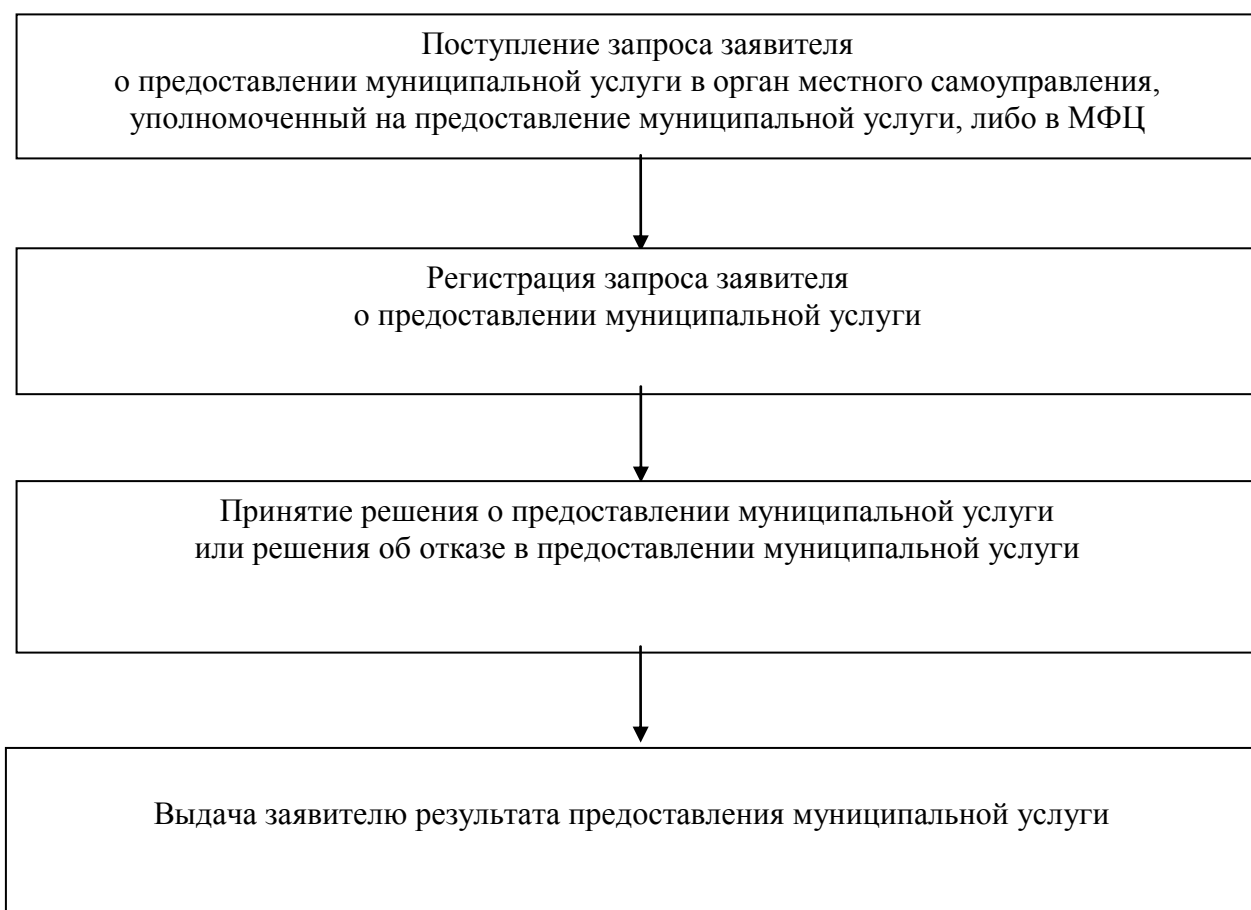 Поступление запроса заявителя
о предоставлении муниципальной услуги в орган местного самоуправления,
уполномоченный на предоставление муниципальной услуги, либо в МФЦ
Регистрация запроса заявителя
о предоставлении муниципальной услуги
Принятие решения о предоставлении муниципальной услуги
или решения об отказе в предоставлении муниципальной услуги
Выдача заявителю результата предоставления муниципальной услуги